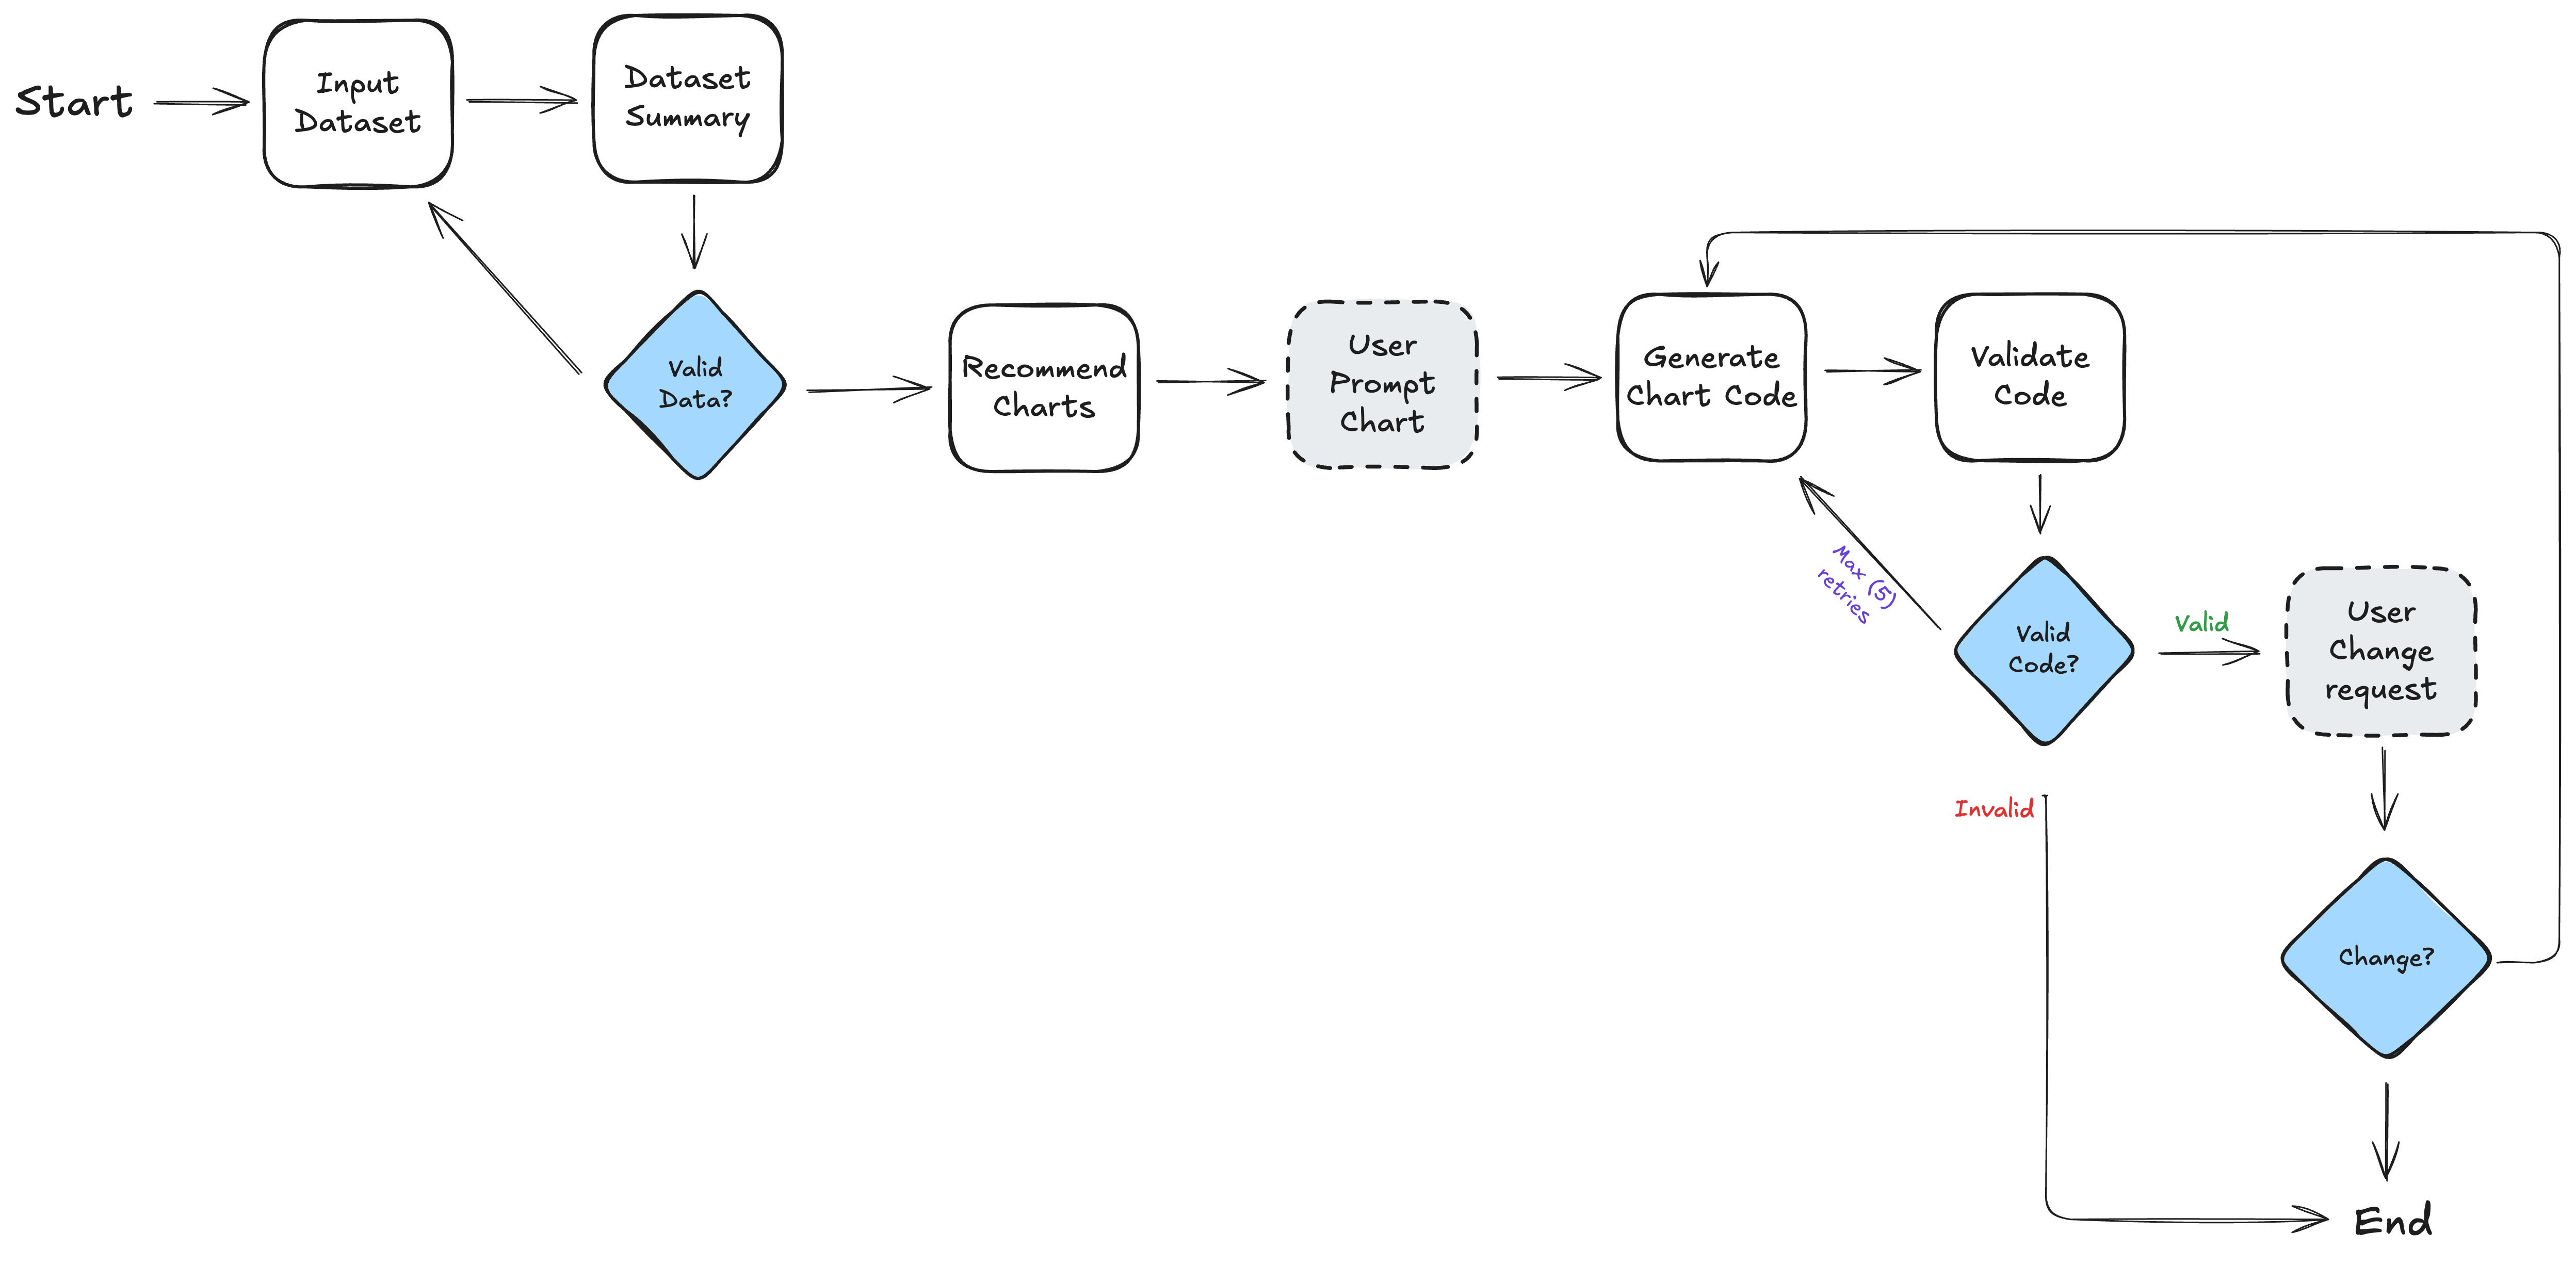 Start
Input
Dataset
Dataset
Summary
Valid
Data?
Recommend
Charts
User
Prompt
Chart
Generate
Chart Code
Validate
Code
Max (5)
retries
Valid
Code?
Valid
User
Change
request
Invalid
Change?
End